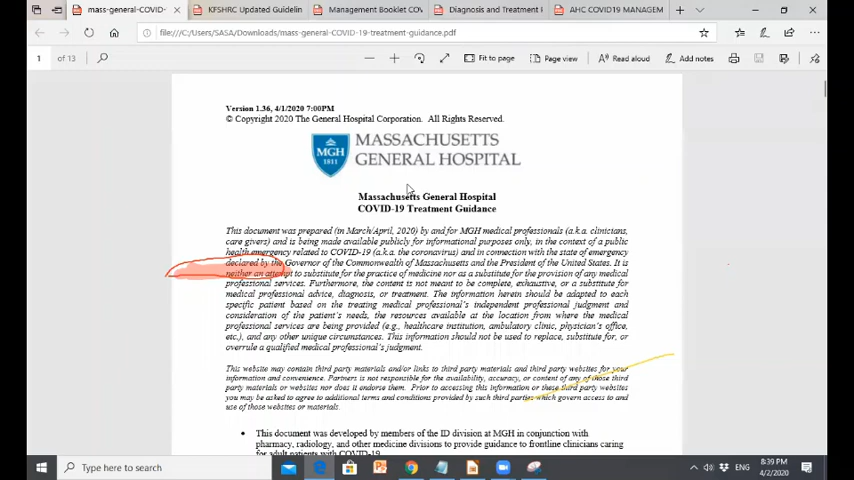 mass-general-COVID-
KFSHRC Updated Guidelin
Management Booklet COV
Diagnosis and Treatment P
AHC COVID19 MANAGEM
file:///C:/Users/SASA/Downloads/mass-general-COVID-19-treatment-guidance.pdf
1 of 13
Fit to page
Page view
Read aloud
Add notes
Version 1.36, 4/1/2020 7:00PM
© Copyright 2020 The General Hospital Corporation. All Rights Reserved.
MGH
1811
MASSACHUSETTS
GENERAL HOSPITAL
Massachusetts General Hospital
COVID-19 Treatment Guidance
This document was prepared (in March/April, 2020) by and for MGH medical professionals (a.k.a. clinicians,
care givers) and is being made available publicly for informational purposes only, in the context of a public
health emergency related to COVID-19 (a.k.a. the coronavirus) and in connection with the state of emergency
declared by the Governor of the Commonwealth of Massachusetts and the President of the United States. It is
neither an attempt to substitute for the practice of medicine nor as a substitute for the provision of any medical
professional services. Furthermore, the content is not meant to be complete, exhaustive, or a substitute for
medical professional advice, diagnosis, or treatment. The information herein should be adapted to each
specific patient based on the treating medical professional's independent professional judgment and
consideration of the patient's needs, the resources available at the location from where the medical
professional services are being provided (e.g., healthcare institution, ambulatory clinic, physician's office,
etc.), and any other unique circumstances. This information should not be used to replace, substitute for, or
overrule a qualified medical professional's judgment.
This website may contain third party materials and/or links to third party materials and third party websites for your
information and convenience. Partners is not responsible for the availability, accuracy, or content of any of those third
party materials or websites nor does it endorse them. Prior to accessing this information or these third party websites
you may be asked to agree to additional terms and conditions provided by such third parties which govern access to and
use of those websites or materials.
• This document was developed by members of the ID division at MGH in conjunction with
pharmacy, radiology, and other medicine divisions to provide guidance to frontline clinicians caring
for adult patients with COVID-19.
Type here to search
ENG
8:39 PM
4/2/2020